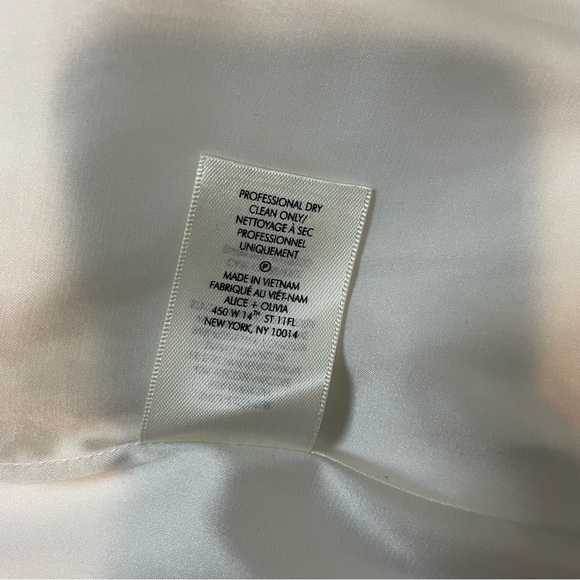 PROFESSIONAL DRY
CLEAN ONLY/
NETTOYAGE À SEC
PROFESSIONNEL
UNIQUEMENT
Ⓟ
MADE IN VIETNAM
FABRIQUÉ AU VIÊT-NAM
ALICE + OLIVIA
450 W 14TH ST 11FL
NEW YORK, NY 10014